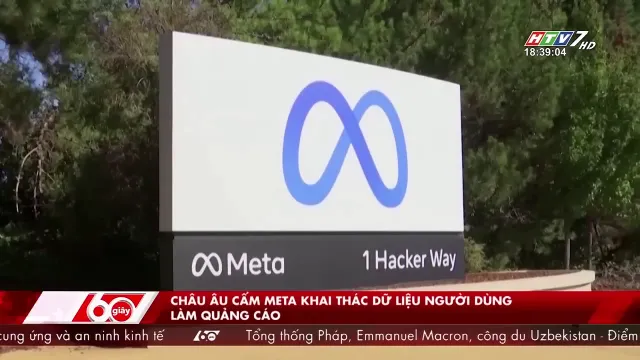 HTV7 HD
18:39:04
Meta
1 Hacker Way
60 giây
CHÂU ÂU CẤM META KHAI THÁC DỮ LIỆU NGƯỜI DÙNG
LÀM QUẢNG CÁO
cung ứng và an ninh kinh tế
Tổng thống Pháp, Emmanuel Macron, công du Uzbekistan - Điểm